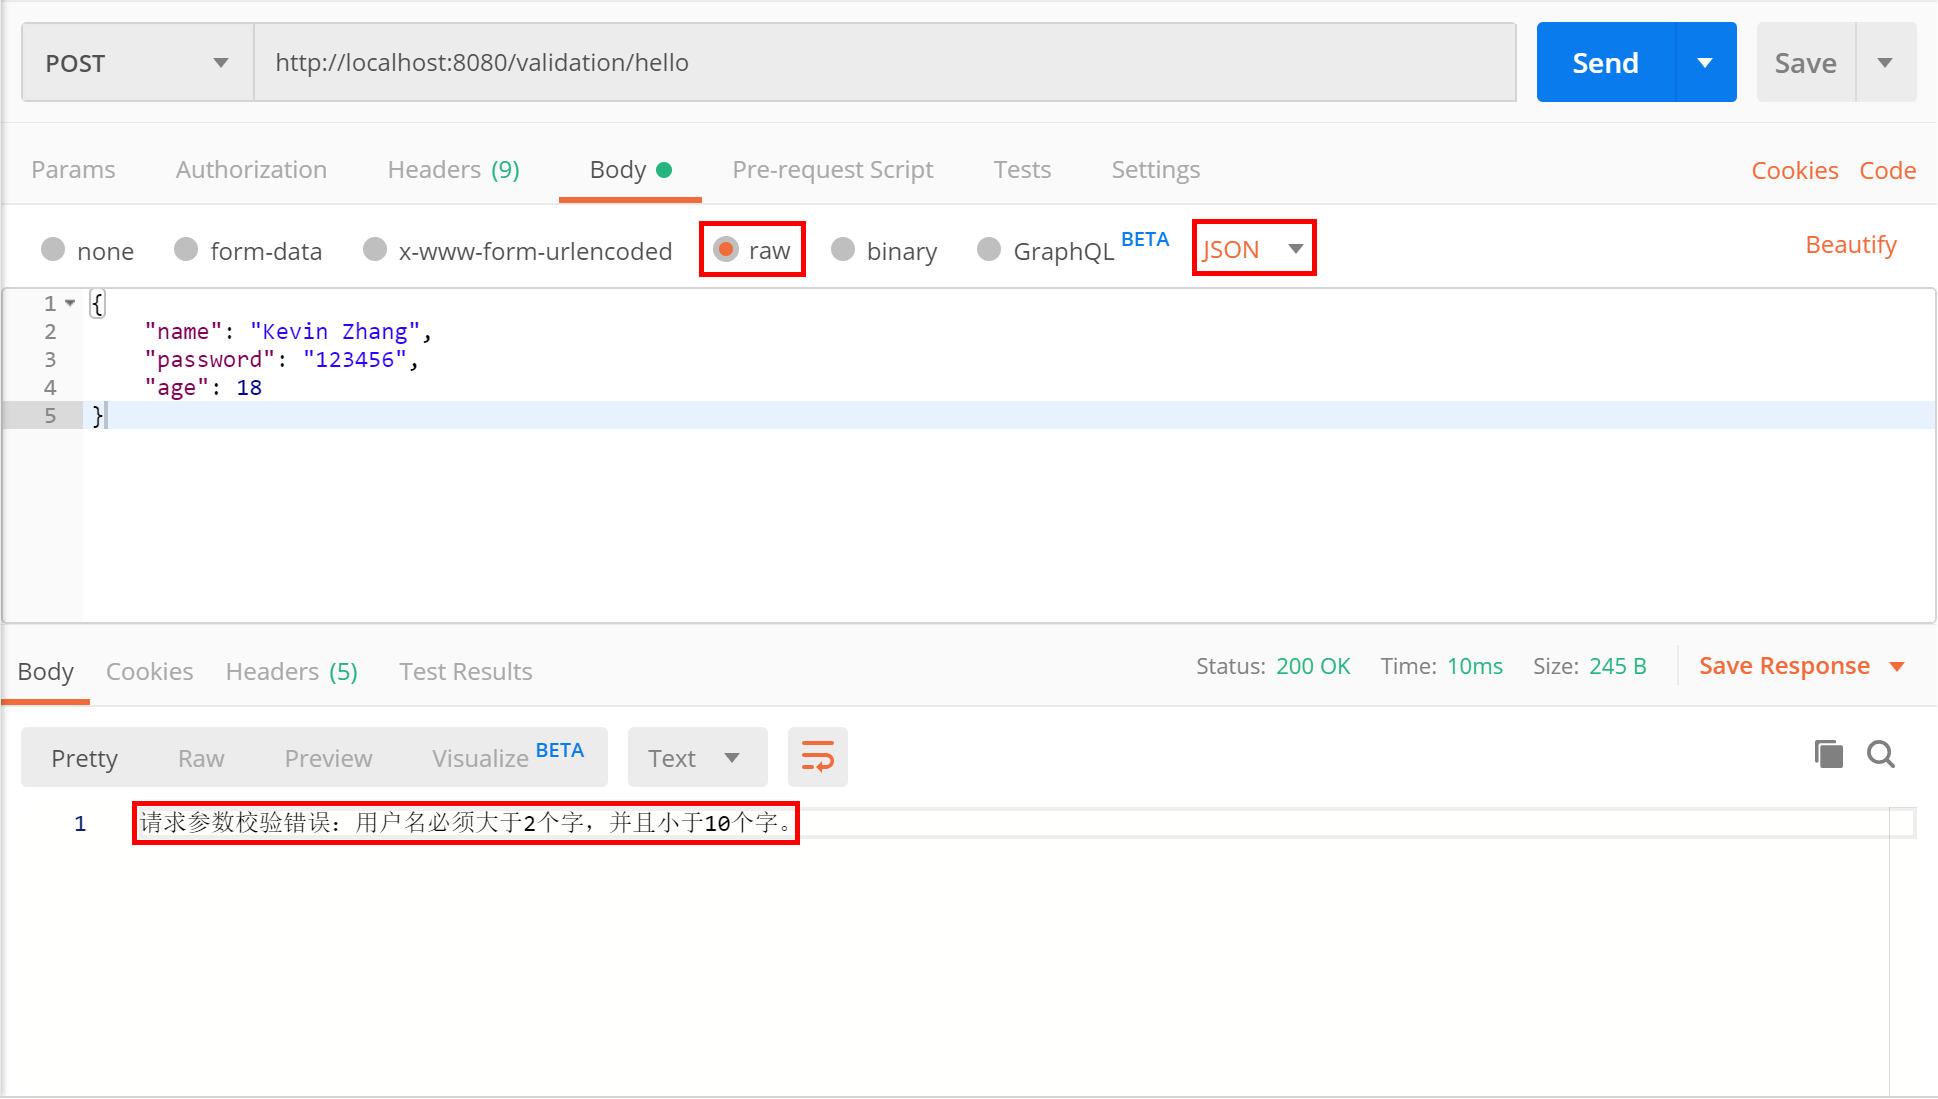 POST http://localhost:8080/validation/hello Send Save
Params Authorization Headers (9) Body Pre-request Script Tests Settings Cookies Code
none form-data x-www-form-urlencoded raw binary GraphQL BETA JSON Beautify
1 {
2 "name": "Kevin Zhang",
3 "password": "123456",
4 "age": 18
5 }
Body Cookies Headers (5) Test Results Status: 200 OK Time: 10ms Size: 245 B Save Response
Pretty Raw Preview Visualize BETA Text
1 请求参数校验错误：用户名必须大于2个字，并且小于10个字。